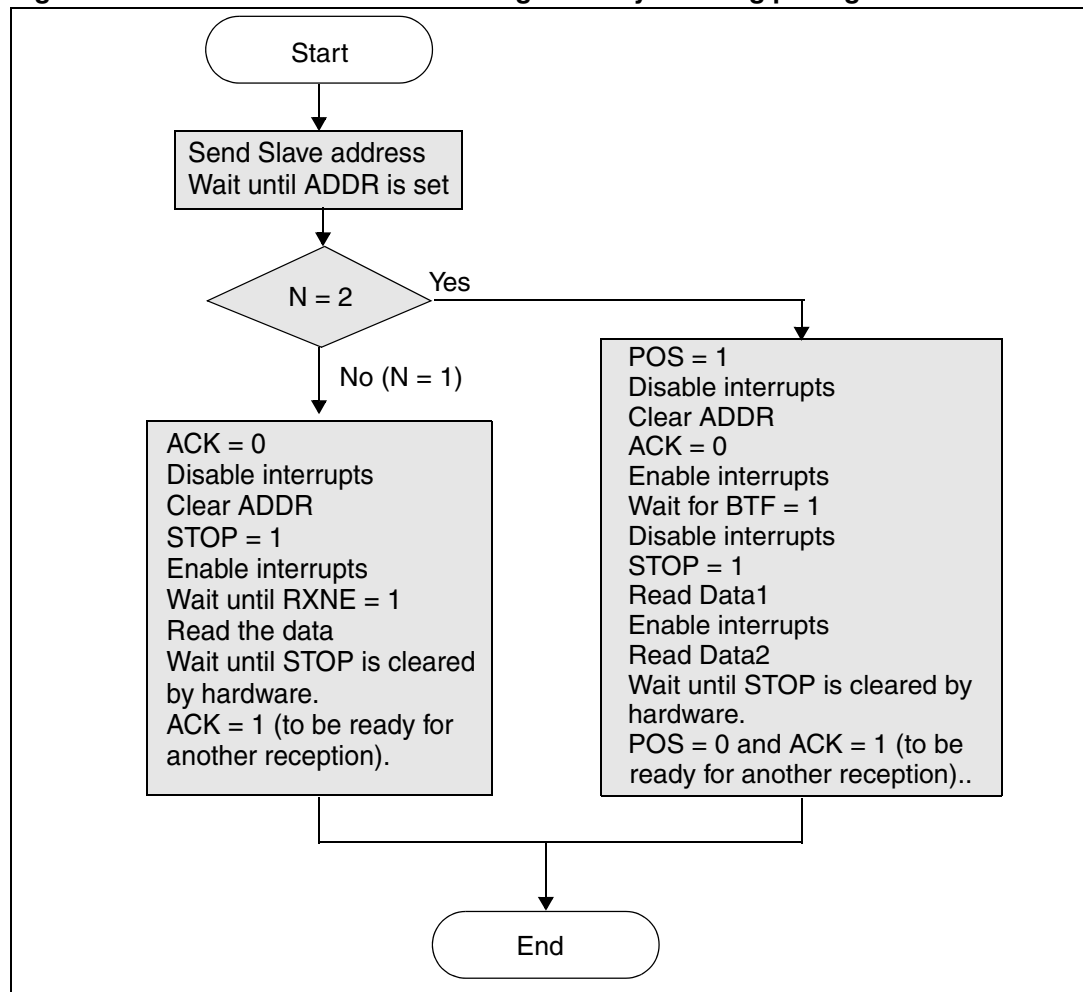 Start
Send Slave address
Wait until ADDR is set
N = 2
Yes
No (N = 1)
ACK = 0
Disable interrupts
Clear ADDR
STOP = 1
Enable interrupts
Wait until RXNE = 1
Read the data
Wait until STOP is cleared
by hardware.
ACK = 1 (to be ready for
another reception).
POS = 1
Disable interrupts
Clear ADDR
ACK = 0
Enable interrupts
Wait for BTF = 1
Disable interrupts
STOP = 1
Read Data1
Enable interrupts
Read Data2
Wait until STOP is cleared by
hardware.
POS = 0 and ACK = 1 (to be
ready for another reception)..
End